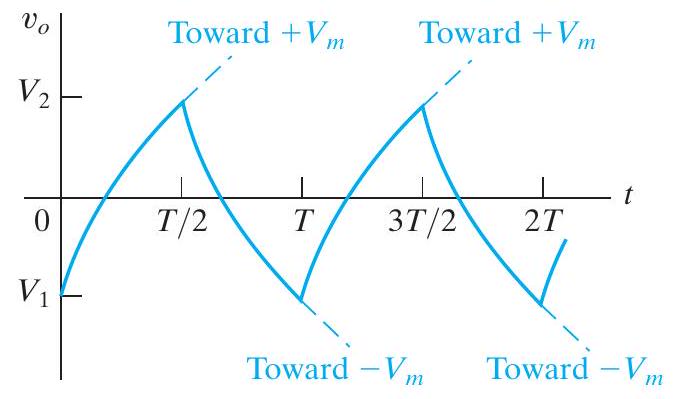 v_o
Toward +V_m
Toward +V_m
V_2
t
0
T/2
T
3T/2
2T
V_1
Toward −V_m
Toward −V_m